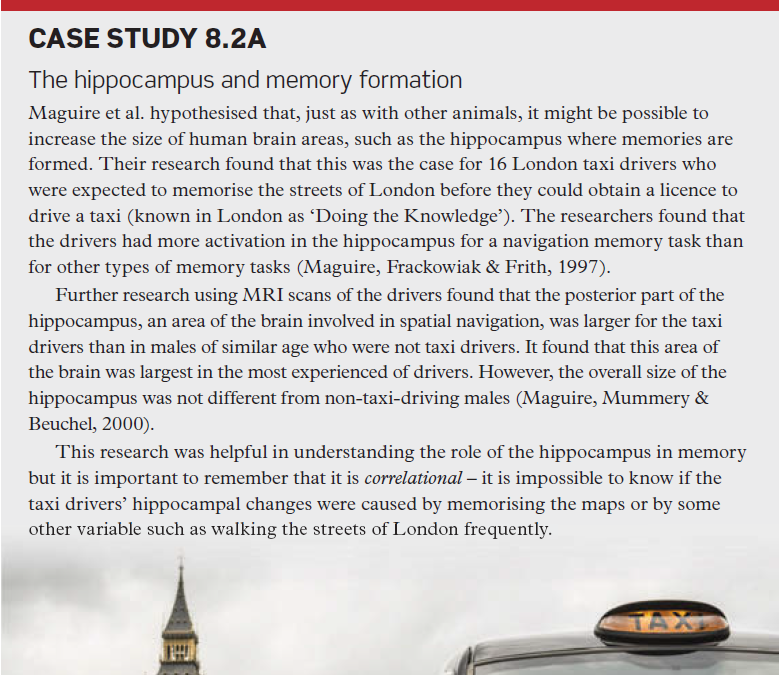 CASE STUDY 8.2A
The hippocampus and memory formation
Maguire et al. hypothesised that, just as with other animals, it might be possible to
increase the size of human brain areas, such as the hippocampus where memories are
formed. Their research found that this was the case for 16 London taxi drivers who
were expected to memorise the streets of London before they could obtain a licence to
drive a taxi (known in London as ‘Doing the Knowledge’). The researchers found that
the drivers had more activation in the hippocampus for a navigation memory task than
for other types of memory tasks (Maguire, Frackowiak & Frith, 1997).
Further research using MRI scans of the drivers found that the posterior part of the
hippocampus, an area of the brain involved in spatial navigation, was larger for the taxi
drivers than in males of similar age who were not taxi drivers. It found that this area of
the brain was largest in the most experienced of drivers. However, the overall size of the
hippocampus was not different from non-taxi-driving males (Maguire, Mummery &
Beuchel, 2000).
This research was helpful in understanding the role of the hippocampus in memory
but it is important to remember that it is correlational – it is impossible to know if the
taxi drivers’ hippocampal changes were caused by memorising the maps or by some
other variable such as walking the streets of London frequently.
TAXI